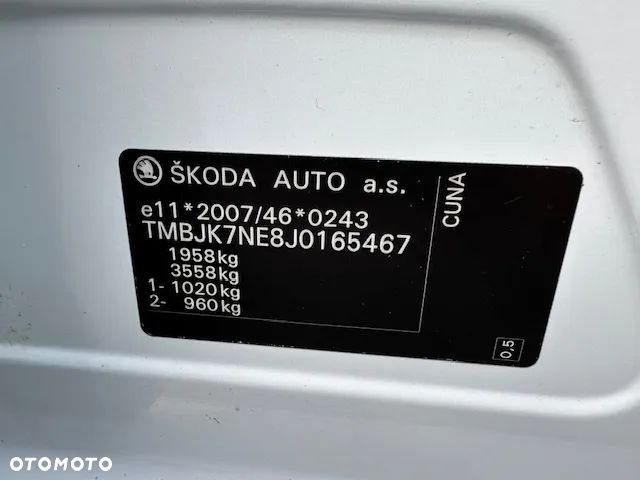 ŠKODA AUTO a.s.
e11*2007/46*0243
TMBJK7NE8J0165467
1958kg
3558kg
1- 1020kg
2- 960kg
CUNA
0,5
OTOMOTO